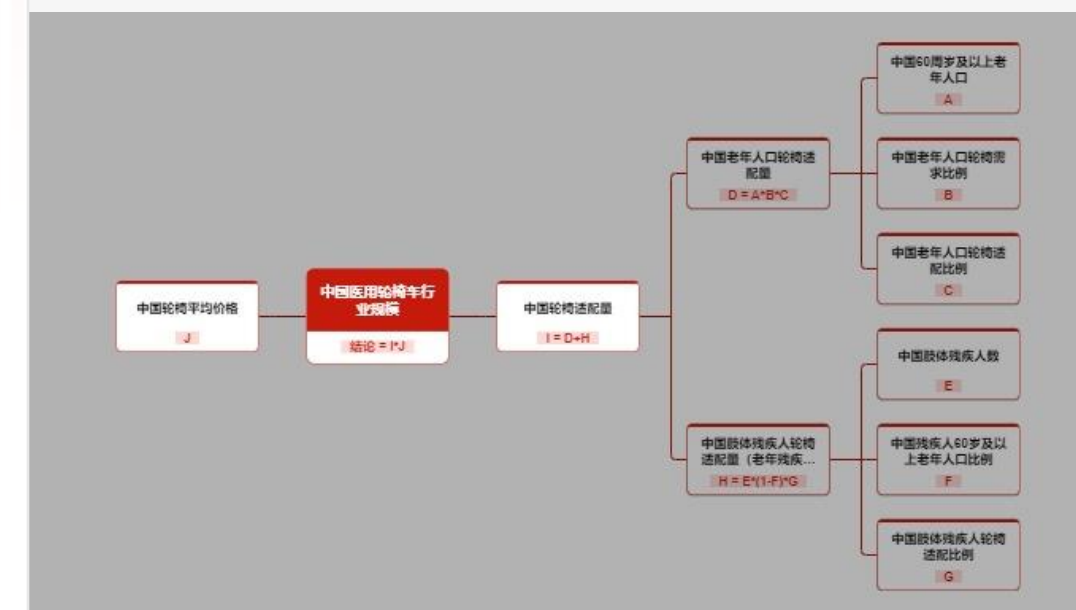 中国60周岁及以上老
年人口
A
中国老年人口轮椅适
配量
D = A*B*C
中国老年人口轮椅需
求比例
B
中国老年人口轮椅适
配比例
C
中国轮椅平均价格
J
中国医用轮椅车行
业规模
结论 = I*J
中国轮椅适配量
I = D+H
中国肢体残疾人数
E
中国肢体残疾人轮椅
适配量（老年残疾...
H = E*(1-F)*G
中国残疾人60岁及以
上老年人口比例
F
中国肢体残疾人轮椅
适配比例
G